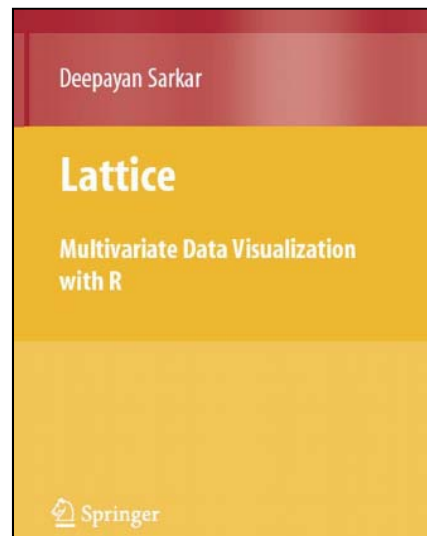 Deepayan Sarkar
Lattice
Multivariate Data Visualization
with R
Springer